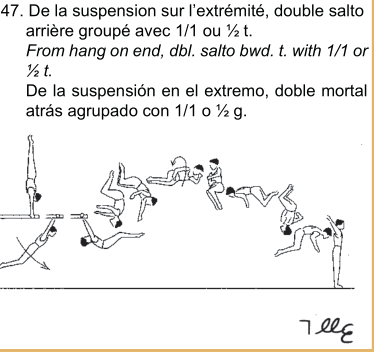 47. De la suspension sur l'extrémité, double salto
arrière groupé avec 1/1 ou ½ t.
From hang on end, dbl. salto bwd. t. with 1/1 or
½ t.
De la suspensión en el extremo, doble mortal
atrás agrupado con 1/1 o ½ g.